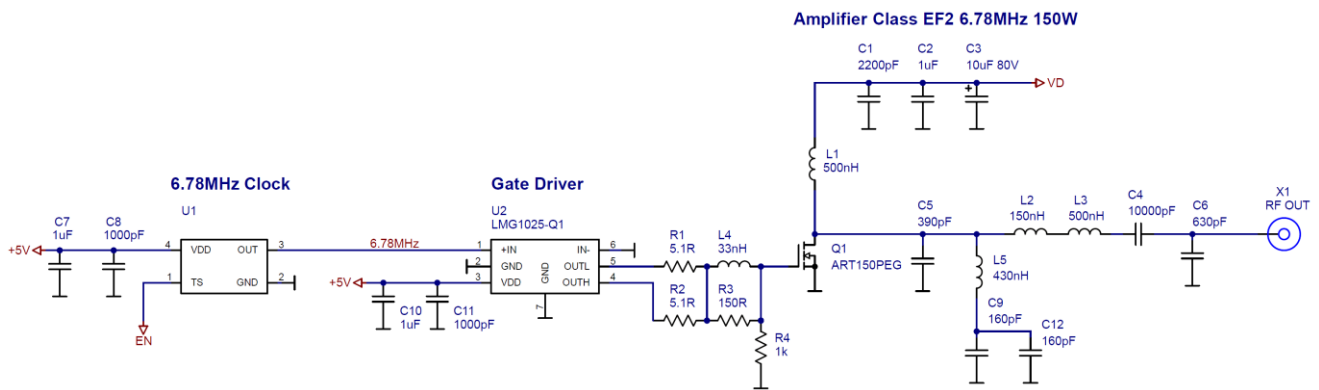 Amplifier Class EF2 6.78MHz 150W
C1
2200pF
C2
1uF
C3
10uF 80V
+
VD
L1
500nH
6.78MHz Clock
Gate Driver
U1
U2
LMG1025-Q1
C7
1uF
C8
1000pF
+5V
4
VDD
OUT
3
6.78MHz
1
TS
GND
2
EN
1
+IN
IN-
6
2
GND
GND
OUTL
5
3
VDD
OUTH
4
7
+5V
C10
1uF
C11
1000pF
R1
5.1R
L4
33nH
R2
5.1R
R3
150R
R4
1k
Q1
ART150PEG
C5
390pF
L2
150nH
L3
500nH
C4
10000pF
C6
630pF
X1
RF OUT
L5
430nH
C9
160pF
C12
160pF